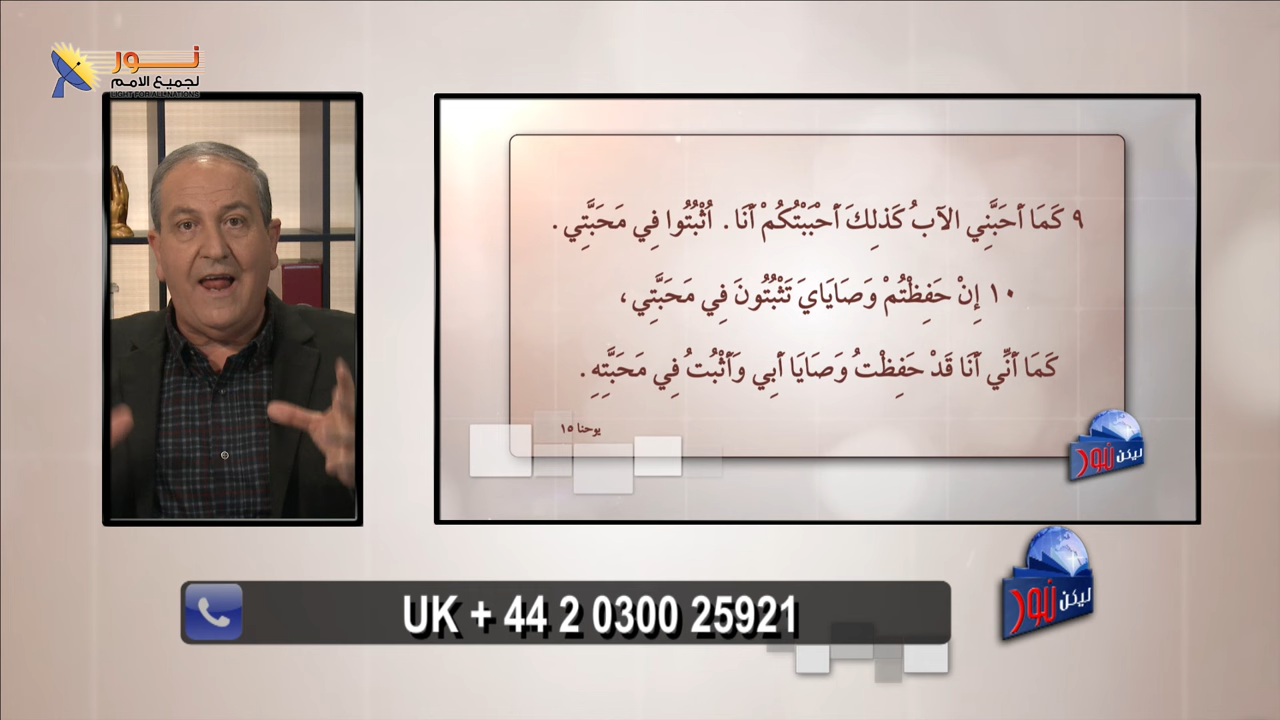 نور
لجميع الامم
LIGHT FOR ALL NATIONS
٩ كَمَا أَحَبَّنِي الآبُ كَذلِكَ أَحْبَبْتُكُمْ أَنَا. اُثْبُتُوا فِي مَحَبَّتِي.
١٠ إِنْ حَفِظْتُمْ وَصَايَايَ تَثْبُتُونَ فِي مَحَبَّتِي،
كَمَا أَنِّي أَنَا قَدْ حَفِظْتُ وَصَايَا أَبِي وَأَثْبُتُ فِي مَحَبَّتِهِ.
يوحنا ١٥
ليكن نور
ليكن نور
UK + 44 2 0300 25921